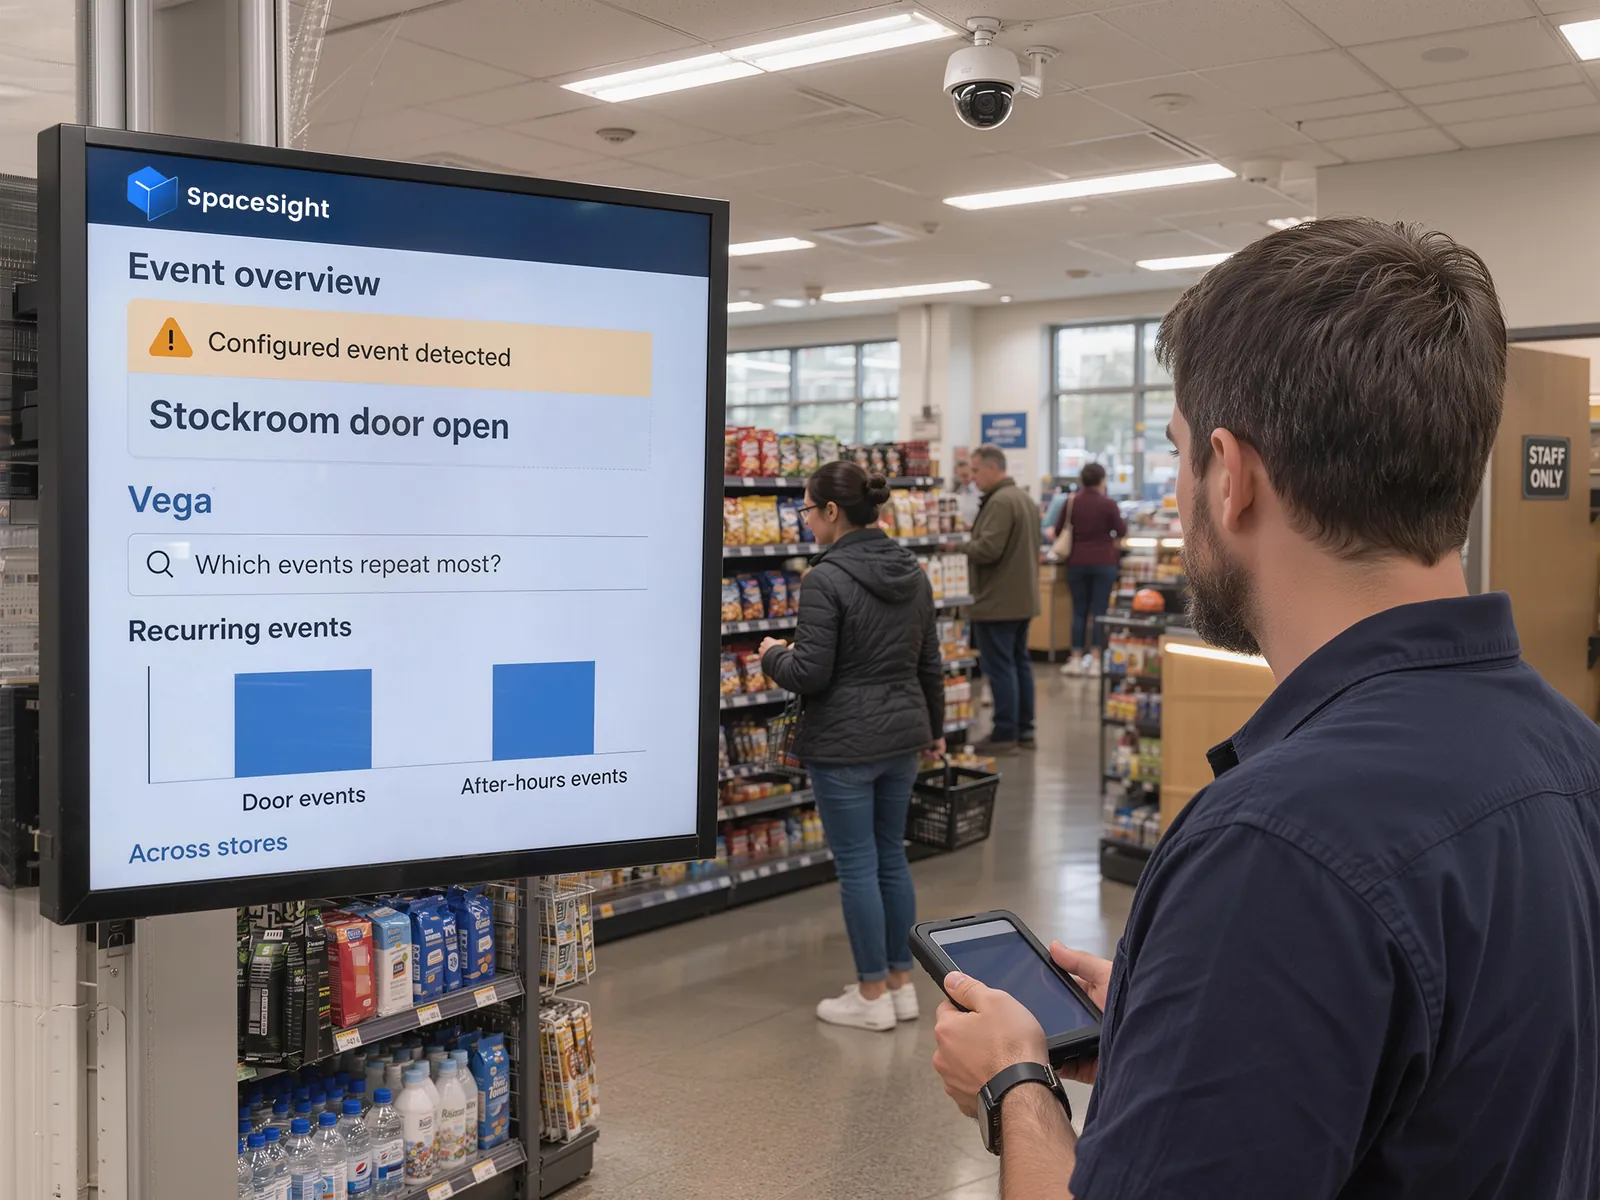 SpaceSight
Event overview
Configured event detected
Stockroom door open
Vega
Which events repeat most?
Recurring events
Door events
After-hours events
Across stores
STAFF
ONLY